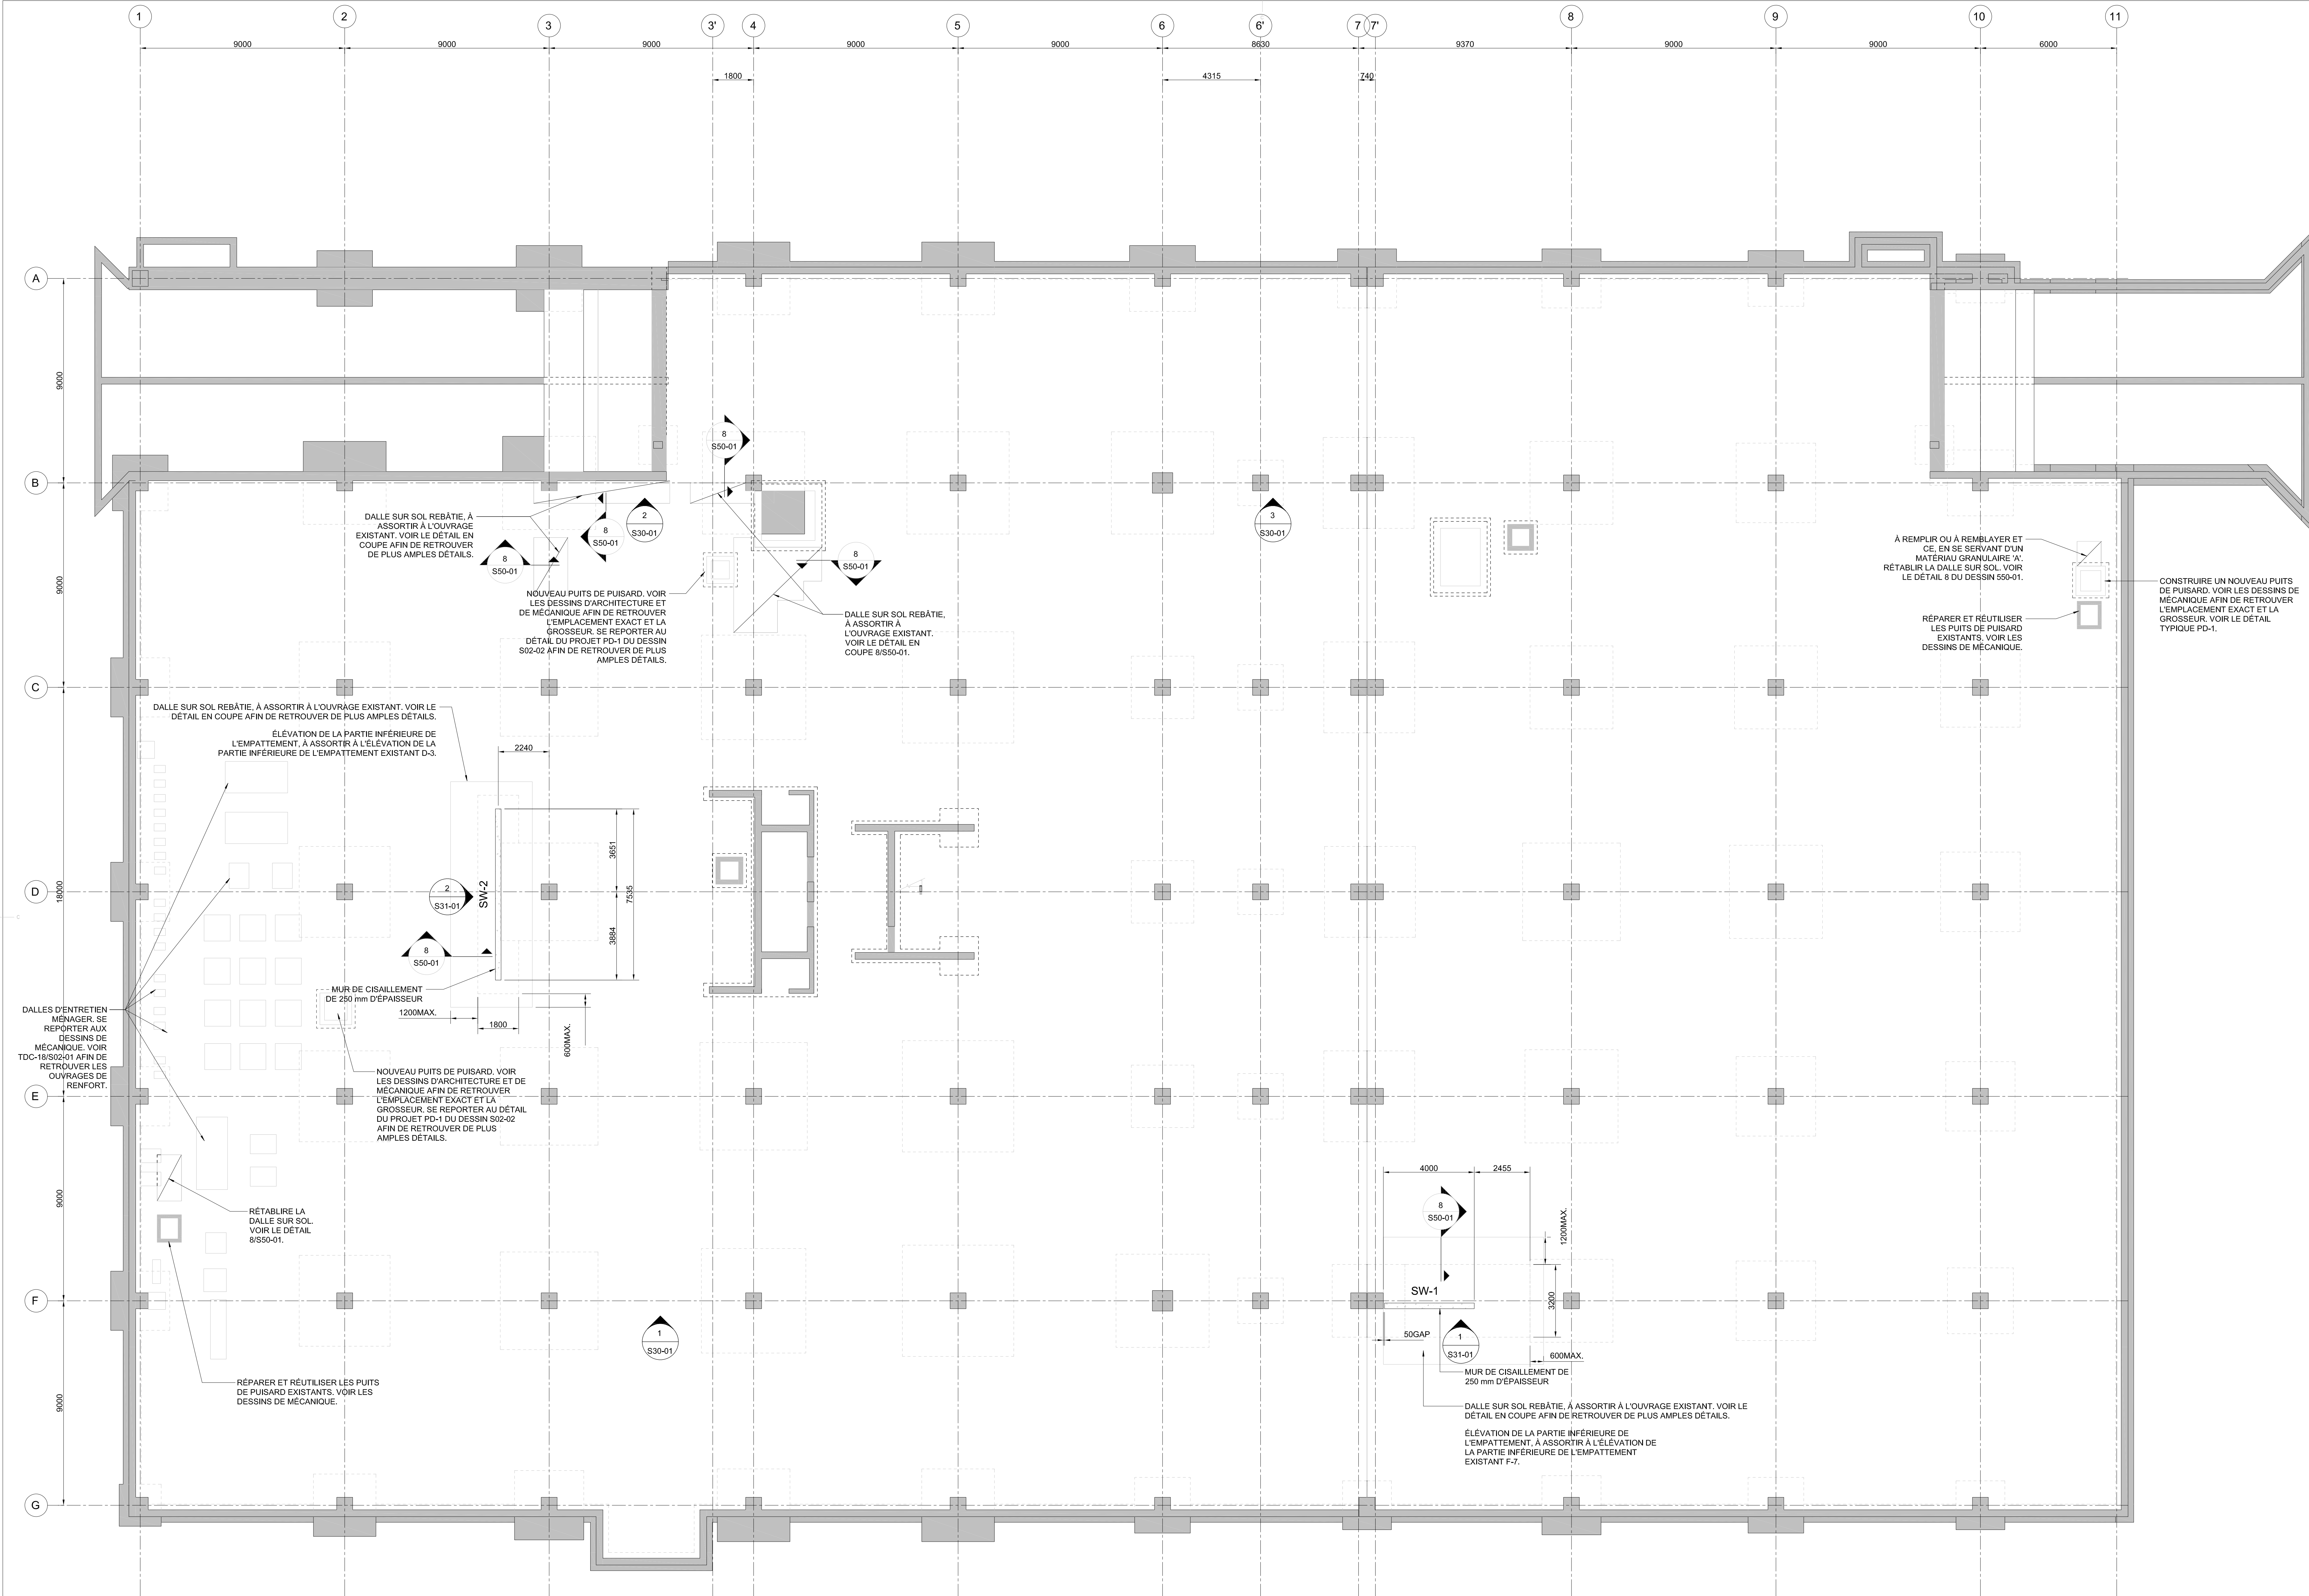 1
2
3
3'
4
5
6
6'
7
7'
8
9
10
11
9000
9000
9000
9000
9000
8630
9370
9000
9000
6000
1800
4315
740
A
B
C
D
E
F
G
9000
9000
18000
9000
9000
8
S50-01
DALLE SUR SOL REBÂTIE, À
ASSORTIR À L'OUVRAGE
EXISTANT. VOIR LE DÉTAIL EN
COUPE AFIN DE RETROUVER
DE PLUS AMPLES DÉTAILS.
8
S50-01
8
S50-01
2
S30-01
8
S50-01
3
S30-01
NOUVEAU PUITS DE PUISARD. VOIR
LES DESSINS D'ARCHITECTURE ET
DE MÉCANIQUE AFIN DE RETROUVER
L'EMPLACEMENT EXACT ET LA
GROSSEUR. SE REPORTER AU
DÉTAIL DU PROJET PD-1 DU DESSIN
S02-02 AFIN DE RETROUVER DE PLUS
AMPLES DÉTAILS.
DALLE SUR SOL REBÂTIE,
À ASSORTIR À
L'OUVRAGE EXISTANT.
VOIR LE DÉTAIL EN
COUPE 8/S50-01.
À REMPLIR OU À REMBLAYER ET
CE, EN SE SERVANT D'UN
MATÉRIAU GRANULAIRE 'A'.
RÉTABLIR LA DALLE SUR SOL. VOIR
LE DÉTAIL 8 DU DESSIN 550-01.
CONSTRUIRE UN NOUVEAU PUITS
DE PUISARD. VOIR LES DESSINS DE
MÉCANIQUE AFIN DE RETROUVER
L'EMPLACEMENT EXACT ET LA
GROSSEUR. VOIR LE DÉTAIL
TYPIQUE PD-1.
RÉPARER ET RÉUTILISER
LES PUITS DE PUISARD
EXISTANTS. VOIR LES
DESSINS DE MÉCANIQUE.
DALLE SUR SOL REBÂTIE, À ASSORTIR À L'OUVRAGE EXISTANT. VOIR LE
DÉTAIL EN COUPE AFIN DE RETROUVER DE PLUS AMPLES DÉTAILS.
ÉLÉVATION DE LA PARTIE INFÉRIEURE DE
L'EMPATTEMENT, À ASSORTIR À L'ÉLÉVATION DE LA
PARTIE INFÉRIEURE DE L'EMPATTEMENT EXISTANT D-3.
2240
3651
7535
3884
2
S31-01
SW-2
8
S50-01
MUR DE CISAILLEMENT
DE 250 mm D'ÉPAISSEUR
1200MAX.
1800
600MAX.
DALLES D'ENTRETIEN
MÉNAGER. SE
REPORTER AUX
DESSINS DE
MÉCANIQUE. VOIR
TDC-18/S02-01 AFIN DE
RETROUVER LES
OUVRAGES DE
RENFORT.
NOUVEAU PUITS DE PUISARD. VOIR
LES DESSINS D'ARCHITECTURE ET DE
MÉCANIQUE AFIN DE RETROUVER
L'EMPLACEMENT EXACT ET LA
GROSSEUR. SE REPORTER AU DÉTAIL
DU PROJET PD-1 DU DESSIN S02-02
AFIN DE RETROUVER DE PLUS
AMPLES DÉTAILS.
RÉTABLIRE LA
DALLE SUR SOL.
VOIR LE DÉTAIL
8/S50-01.
RÉPARER ET RÉUTILISER LES PUITS
DE PUISARD EXISTANTS. VOIR LES
DESSINS DE MÉCANIQUE.
1
S30-01
4000
2455
8
S50-01
1200MAX.
SW-1
3200
50GAP
1
S31-01
600MAX.
MUR DE CISAILLEMENT DE
250 mm D'ÉPAISSEUR
DALLE SUR SOL REBÂTIE, À ASSORTIR À L'OUVRAGE EXISTANT. VOIR LE
DÉTAIL EN COUPE AFIN DE RETROUVER DE PLUS AMPLES DÉTAILS.
ÉLÉVATION DE LA PARTIE INFÉRIEURE DE
L'EMPATTEMENT, À ASSORTIR À L'ÉLÉVATION DE
LA PARTIE INFÉRIEURE DE L'EMPATTEMENT
EXISTANT F-7.